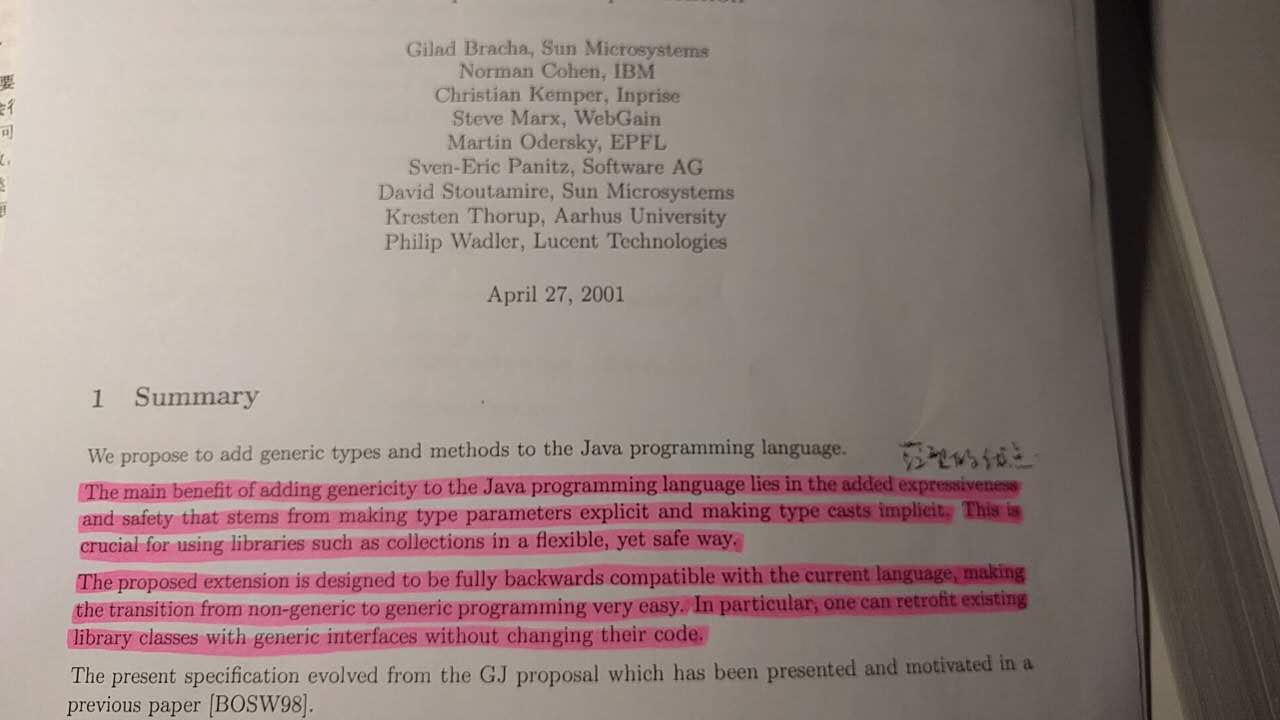 Gilad Bracha, Sun Microsystems
Norman Cohen, IBM
Christian Kemper, Inprise
Steve Marx, WebGain
Martin Odersky, EPFL
Sven-Eric Panitz, Software AG
David Stoutamire, Sun Microsystems
Kresten Thorup, Aarhus University
Philip Wadler, Lucent Technologies
April 27, 2001
1 Summary
We propose to add generic types and methods to the Java programming language.
The main benefit of adding genericity to the Java programming language lies in the added expressiveness
and safety that stems from making type parameters explicit and making type casts implicit. This is
crucial for using libraries such as collections in a flexible, yet safe way.
The proposed extension is designed to be fully backwards compatible with the current language, making
the transition from non-generic to generic programming very easy. In particular, one can retrofit existing
library classes with generic interfaces without changing their code.
The present specification evolved from the GJ proposal which has been presented and motivated in a
previous paper [BOSW98].